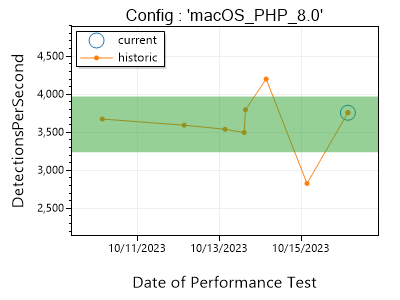 Config : 'macOS_PHP_8.0'
current
historic
DetectionsPerSecond
4,500
4,000
3,500
3,000
2,500
10/11/2023 10/13/2023 10/15/2023
Date of Performance Test